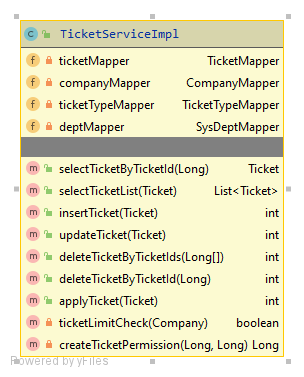 C TicketServiceImpl
f ticketMapper TicketMapper
f companyMapper CompanyMapper
f ticketTypeMapper TicketTypeMapper
f deptMapper SysDeptMapper
m selectTicketByTicketId(Long) Ticket
m selectTicketList(Ticket) List<Ticket>
m insertTicket(Ticket) int
m updateTicket(Ticket) int
m deleteTicketByTicketIds(Long[]) int
m deleteTicketByTicketId(Long) int
m applyTicket(Ticket) int
m ticketLimitCheck(Company) boolean
m createTicketPermission(Long, Long) Long
Powered by yFiles